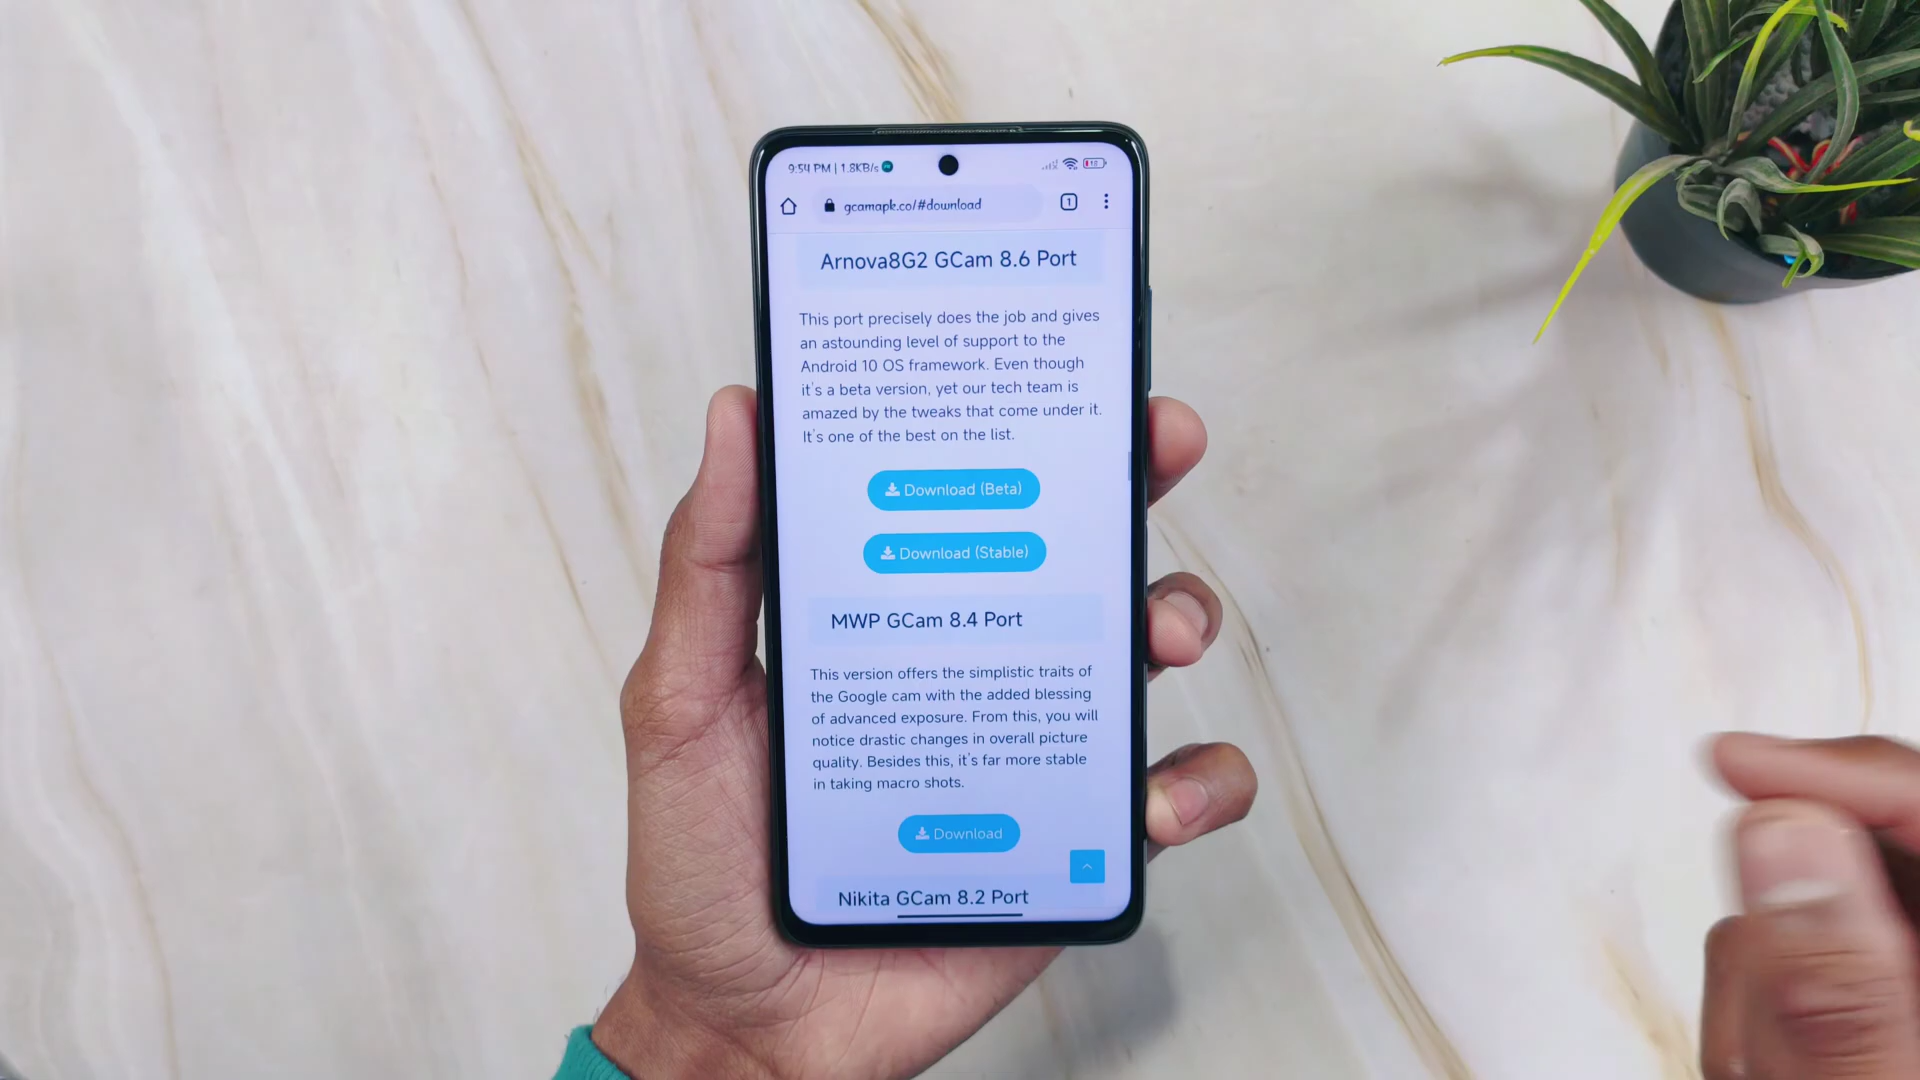 9:54 PM | 1.8KB/s
18
gcamapk.co/#download
1
Arnova8G2 GCam 8.6 Port
This port precisely does the job and gives
an astounding level of support to the
Android 10 OS framework. Even though
it's a beta version, yet our tech team is
amazed by the tweaks that come under it.
It's one of the best on the list.
Download (Beta)
Download (Stable)
MWP GCam 8.4 Port
This version offers the simplistic traits of
the Google cam with the added blessing
of advanced exposure. From this, you will
notice drastic changes in overall picture
quality. Besides this, it's far more stable
in taking macro shots.
Download
Nikita GCam 8.2 Port